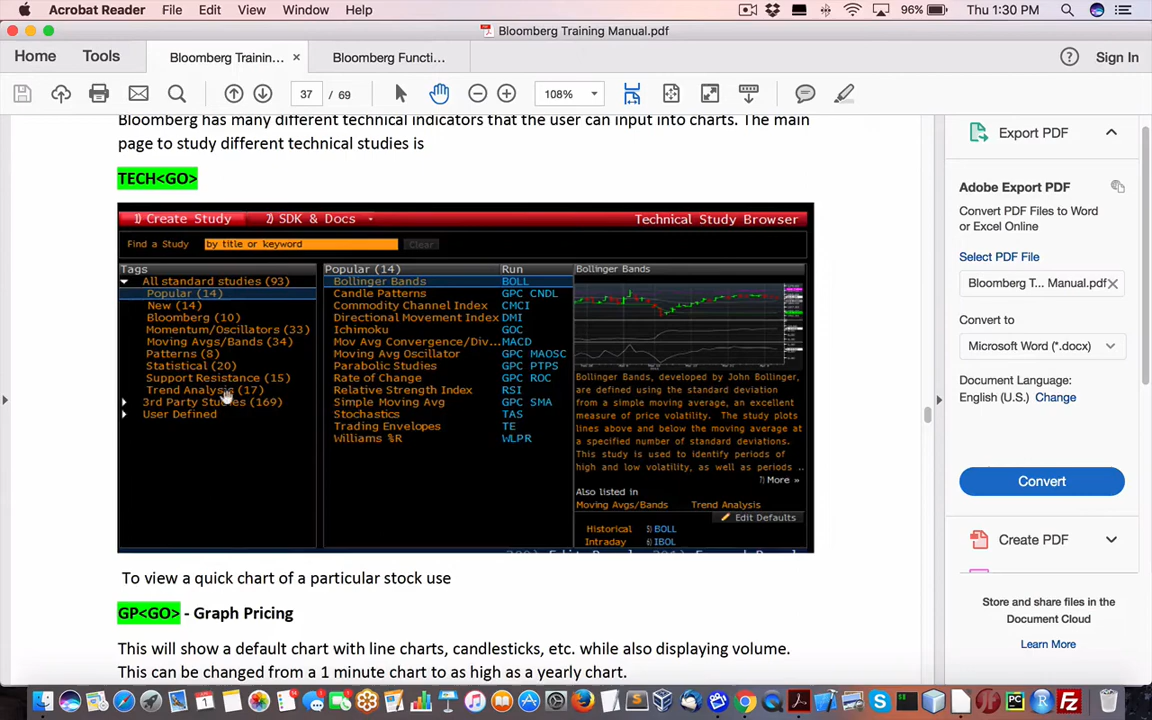 Acrobat Reader File Edit View Window Help 96% Thu 1:30 PM
Bloomberg Training Manual.pdf
Home Tools Bloomberg Trainin... × Bloomberg Functi... Sign In
37 / 69 108%
Bloomberg has many different technical indicators that the user can input into charts. The main
page to study different technical studies is
TECH<GO>
1) Create Study 2) SDK & Docs Technical Study Browser
Find a Study by title or keyword Clear
Tags
All standard studies (93)
Popular (14)
New (14)
Bloomberg (10)
Momentum/Oscillators (33)
Moving Avgs/Bands (34)
Patterns (8)
Statistical (20)
Support Resistance (15)
Trend Analysis (17)
3rd Party Studies (169)
User Defined
Popular (14) Run
Bollinger Bands BOLL
Candle Patterns GPC CNDL
Commodity Channel Index CMCI
Directional Movement Index DMI
Ichimoku GOC
Mov Avg Convergence/Div... MACD
Moving Avg Oscillator GPC MAOSC
Parabolic Studies GPC PTPS
Rate of Change GPC ROC
Relative Strength Index RSI
Simple Moving Avg GPC SMA
Stochastics TAS
Trading Envelopes TE
Williams %R WLPR
Bollinger Bands
Bollinger Bands, developed by John Bollinger,
are defined using the standard deviation of a
moving average, an excellent
measure of price volatility. The study plots
lines above and below the moving average at
a specified number of standard deviations.
This study is used to identify periods of
high and low volatility, as well as periods ..
7) More »
Also listed in
Moving Avgs/Bands Trend Analysis
Edit Defaults
Historical 5) BOLL
Intraday 6) IBOL
To view a quick chart of a particular stock use
GP<GO> - Graph Pricing
This will show a default chart with line charts, candlesticks, etc. while also displaying volume.
This can be changed from a 1 minute chart to as high as a yearly chart.
Export PDF
Adobe Export PDF
Convert PDF Files to Word
or Excel Online
Select PDF File
Bloomberg T... Manual.pdf ×
Convert to
Microsoft Word (*.docx)
Document Language:
English (U.S.) Change
Convert
Create PDF
Store and share files in the
Document Cloud
Learn More